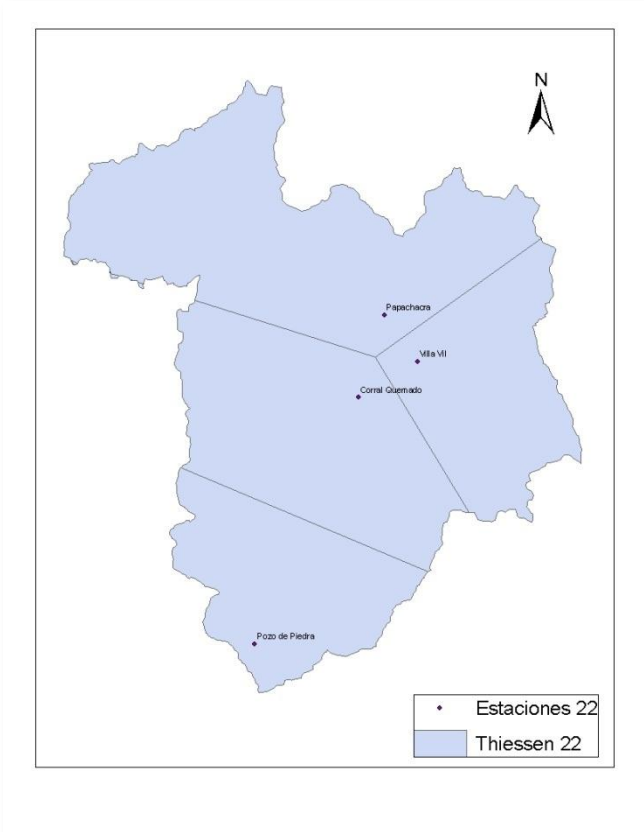 N
Papachacra
Villa Vil
Corral Quemado
Pozo de Piedra
Estaciones 22
Thiessen 22